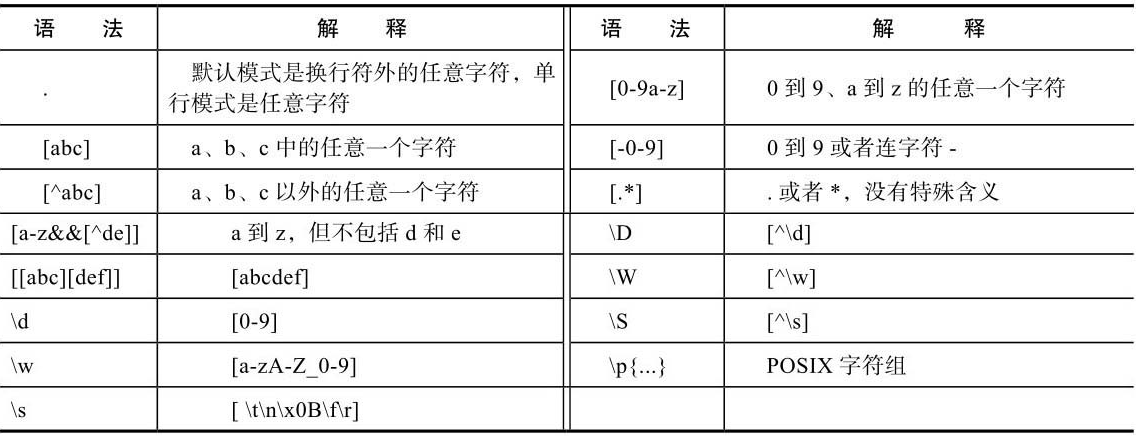 语 法 解 释 语 法 解 释
. 默认模式是换行符外的任意字符，单 [0-9a-z] 0 到 9、a 到 z 的任意一个字符
行模式是任意字符
[abc] a、b、c 中的任意一个字符 [-0-9] 0 到 9 或者连字符 -
[^abc] a、b、c 以外的任意一个字符 [.*] . 或者 *，没有特殊含义
[a-z&&[^de]] a 到 z，但不包括 d 和 e \D [^\d]
[[abc][def]] [abcdef] \W [^\w]
\d [0-9] \S [^\s]
\w [a-zA-Z_0-9] \p{...} POSIX 字符组
\s [ \t\n\x0B\f\r]